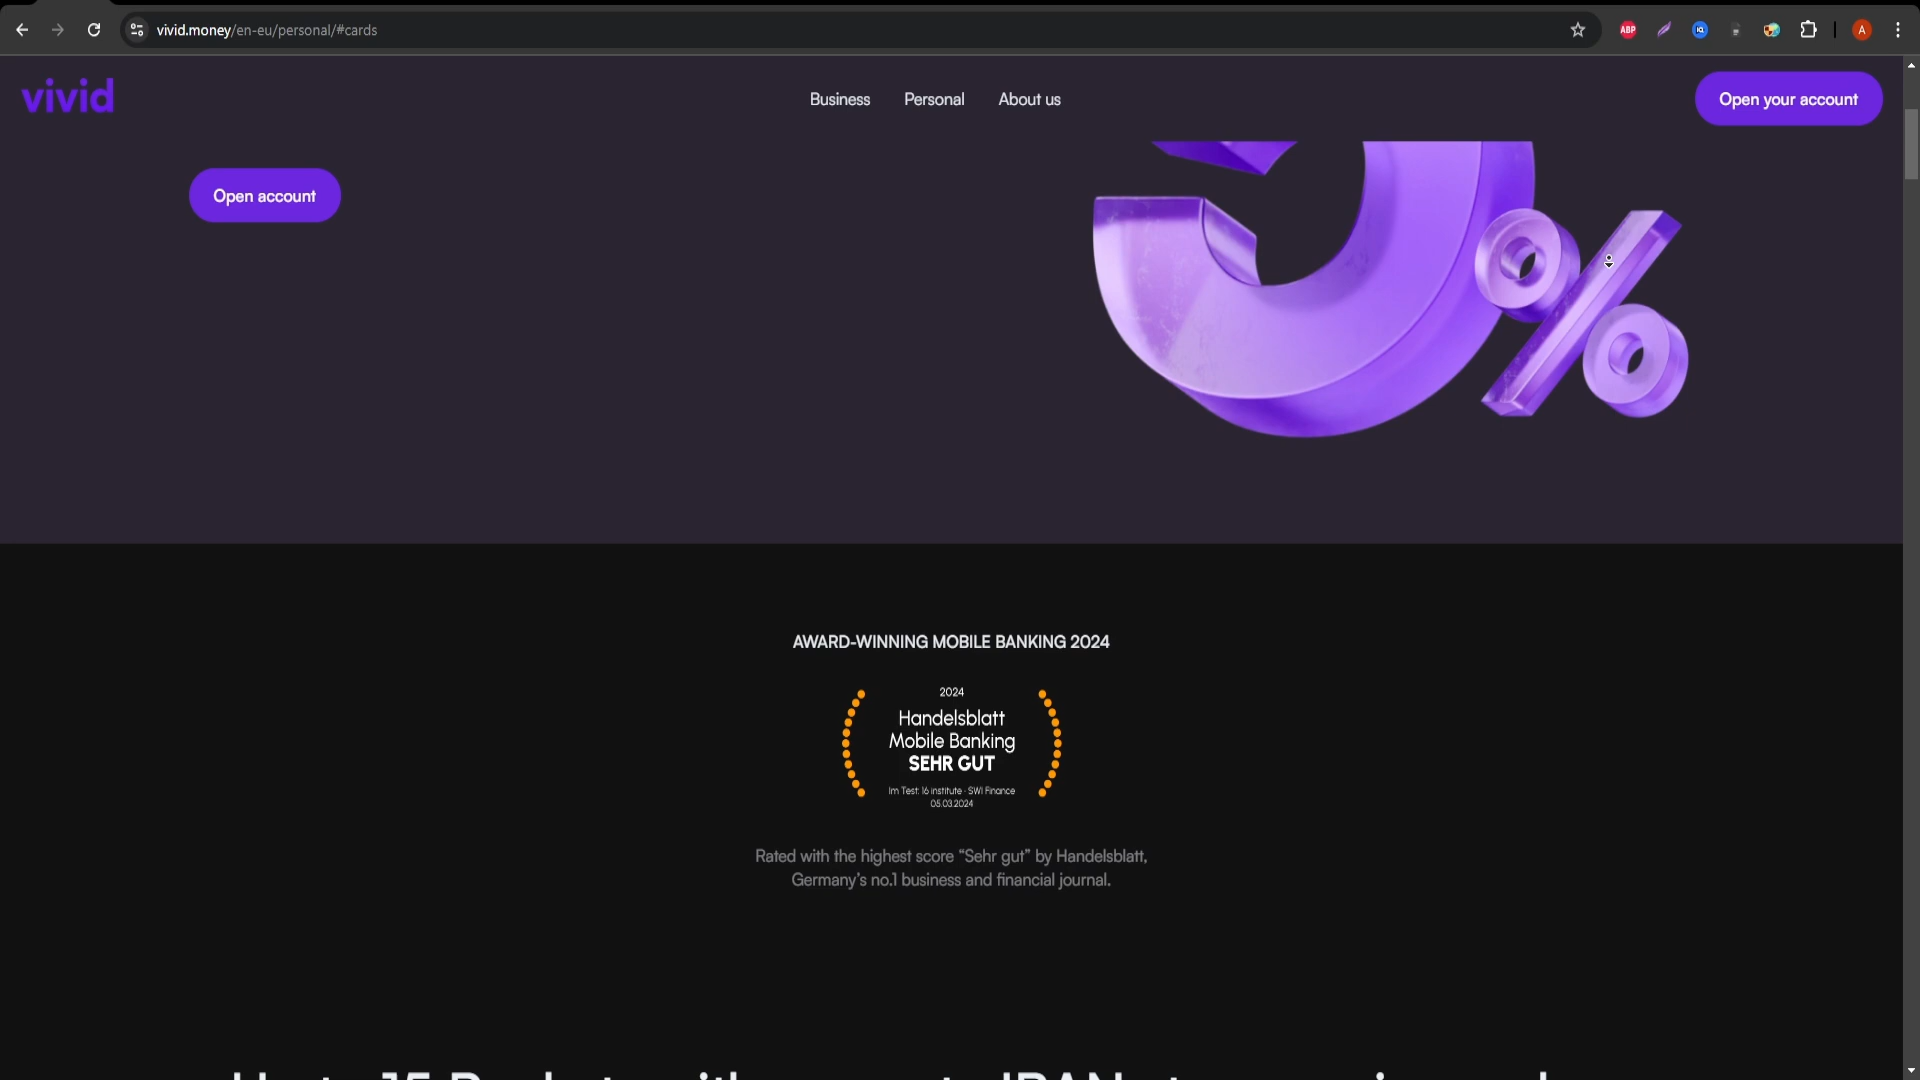 vivid.money/en-eu/personal/#cards
ABP
A
vivid
Business
Personal
About us
Open your account
Open account
%
AWARD-WINNING MOBILE BANKING 2024
2024
Handelsblatt
Mobile Banking
SEHR GUT
Im Test: 16 institute · SWI Finance
05.03.2024
Rated with the highest score “Sehr gut” by Handelsblatt,
Germany’s no.1 business and financial journal.